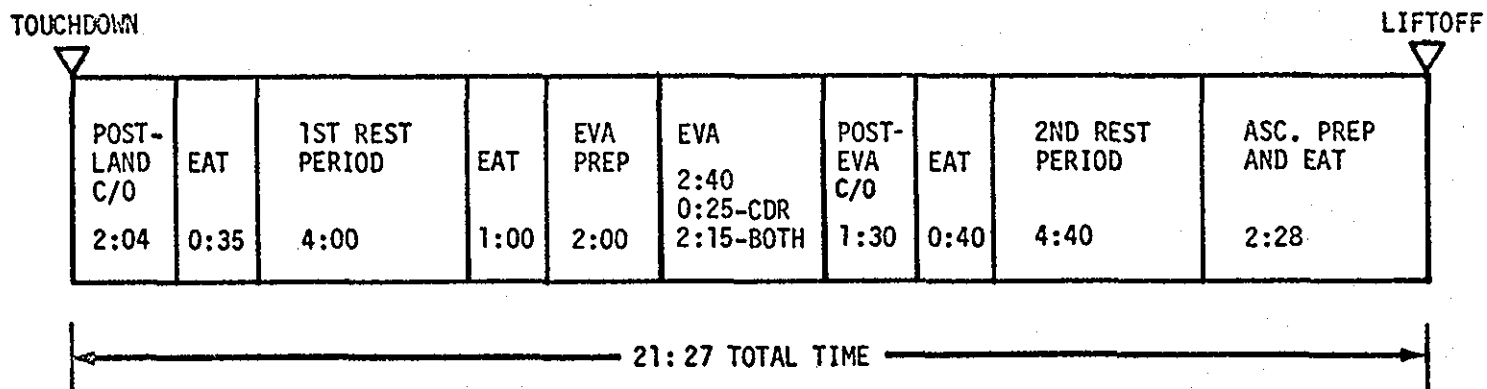 TOUCHDOWN
LIFTOFF
POST-
LAND
C/O
2:04
EAT
0:35
1ST REST
PERIOD
4:00
EAT
1:00
EVA
PREP
2:00
EVA
2:40
0:25-CDR
2:15-BOTH
POST-
EVA
C/O
1:30
EAT
0:40
2ND REST
PERIOD
4:40
ASC. PREP
AND EAT
2:28
21:27 TOTAL TIME